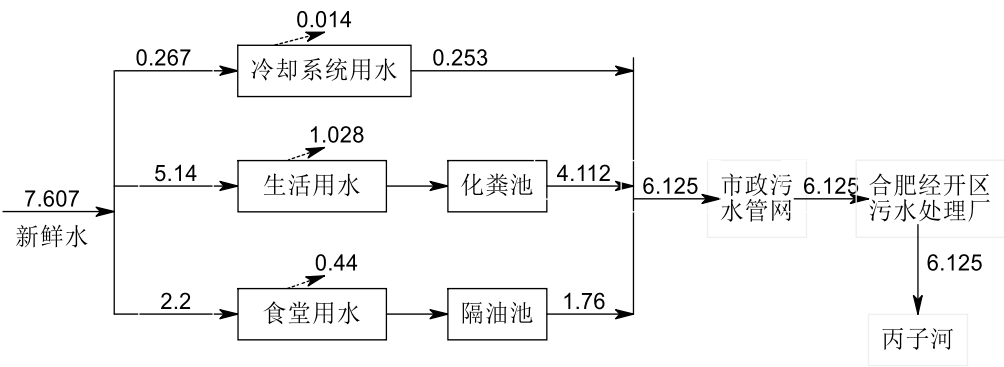 0.014
0.267
冷却系统用水
0.253
1.028
5.14
生活用水
化粪池
4.112
7.607
新鲜水
6.125
市政污
水管网
6.125
合肥经开区
污水处理厂
0.44
2.2
食堂用水
隔油池
1.76
6.125
丙子河